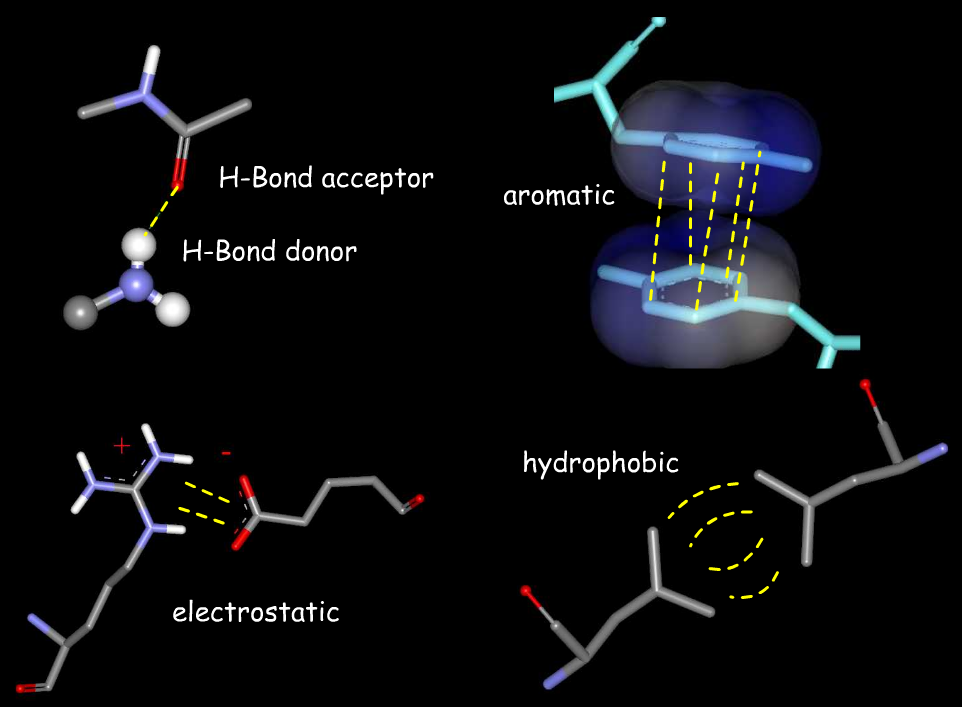 H-Bond acceptor
H-Bond donor
aromatic
+
-
electrostatic
hydrophobic